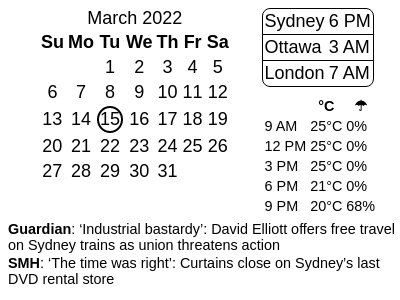 March 2022
Su Mo Tu We Th Fr Sa
1 2 3 4 5
6 7 8 9 10 11 12
13 14 15 16 17 18 19
20 21 22 23 24 25 26
27 28 29 30 31
Sydney 6 PM
Ottawa 3 AM
London 7 AM
°C ☂
9 AM 25°C 0%
12 PM 25°C 0%
3 PM 25°C 0%
6 PM 21°C 0%
9 PM 20°C 68%
Guardian: ‘Industrial bastardy’: David Elliott offers free travel
on Sydney trains as union threatens action
SMH: ‘The time was right’: Curtains close on Sydney’s last
DVD rental store